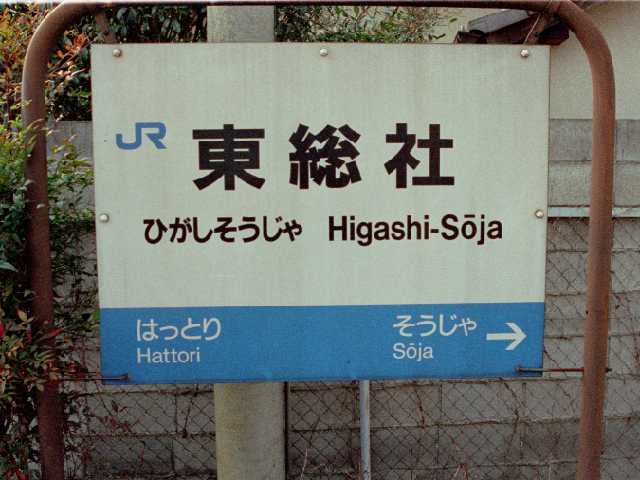 JR 東総社
ひがしそうじゃ Higashi-Sōja
はっとり そうじゃ →
Hattori Sōja